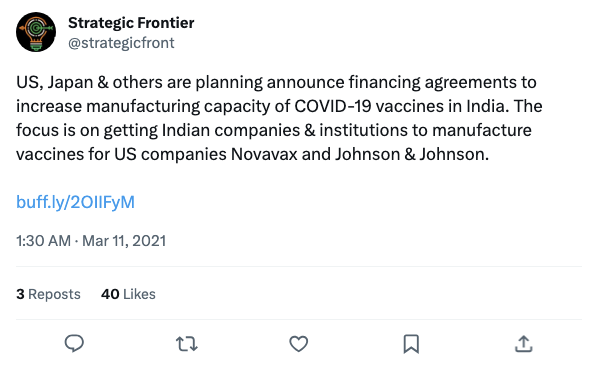 Strategic Frontier
@strategicfront
US, Japan & others are planning announce financing agreements to
increase manufacturing capacity of COVID-19 vaccines in India. The
focus is on getting Indian companies & institutions to manufacture
vaccines for US companies Novavax and Johnson & Johnson.
buff.ly/2OIIFyM
1:30 AM · Mar 11, 2021
3 Reposts 40 Likes